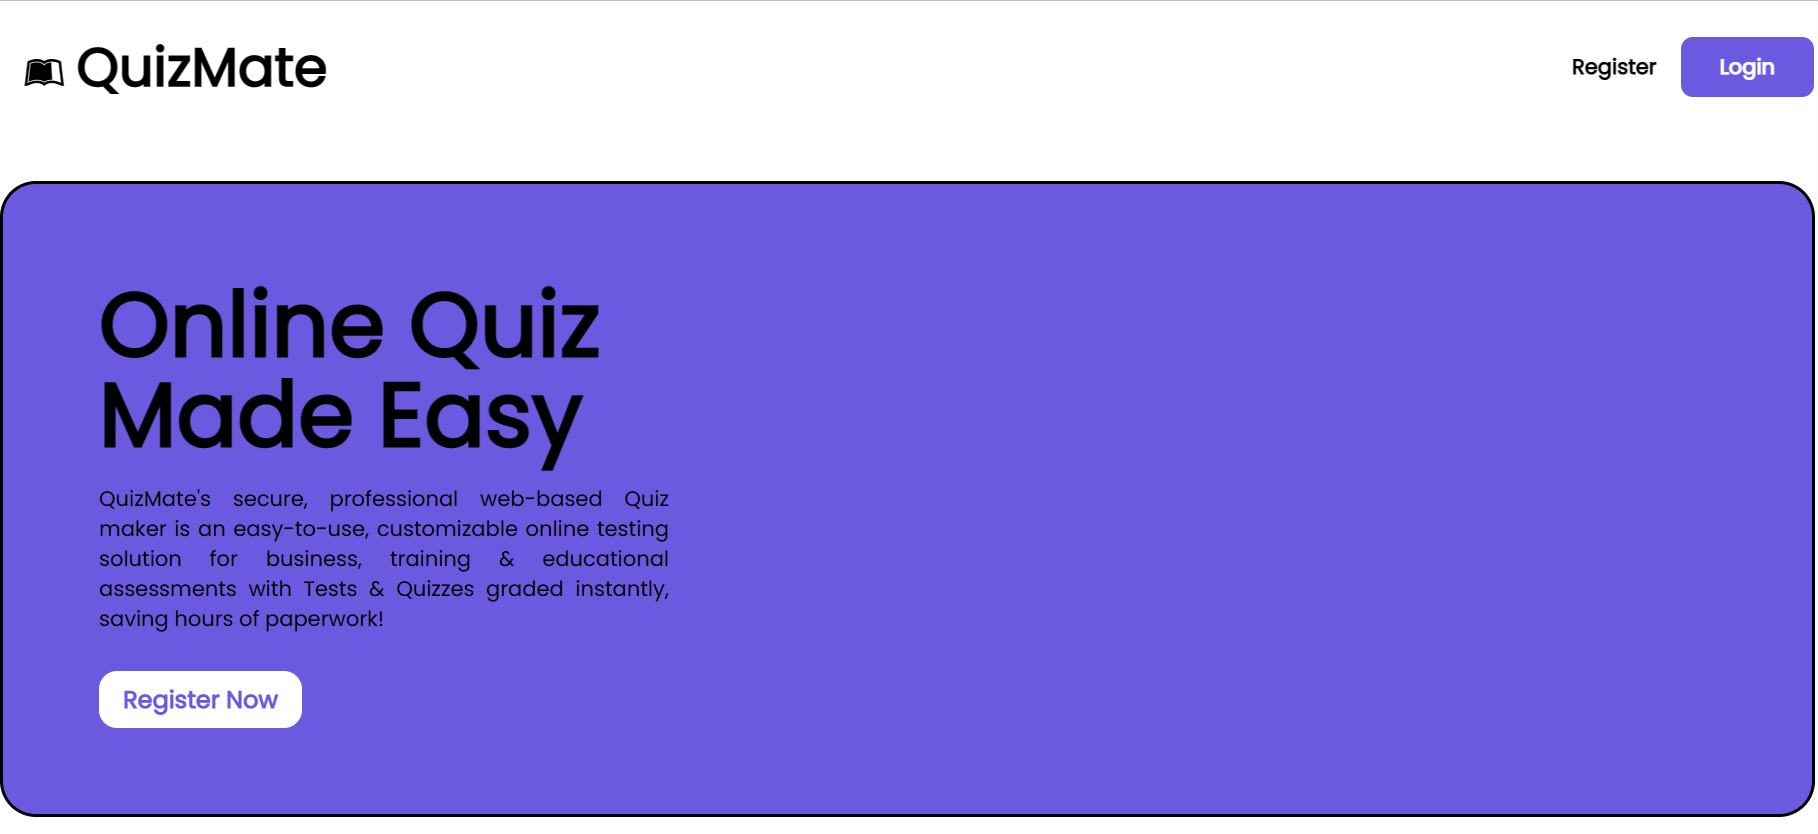 QuizMate
Register
Login
Online Quiz
Made Easy
QuizMate's secure, professional web-based Quiz
maker is an easy-to-use, customizable online testing
solution for business, training & educational
assessments with Tests & Quizzes graded instantly,
saving hours of paperwork!
Register Now